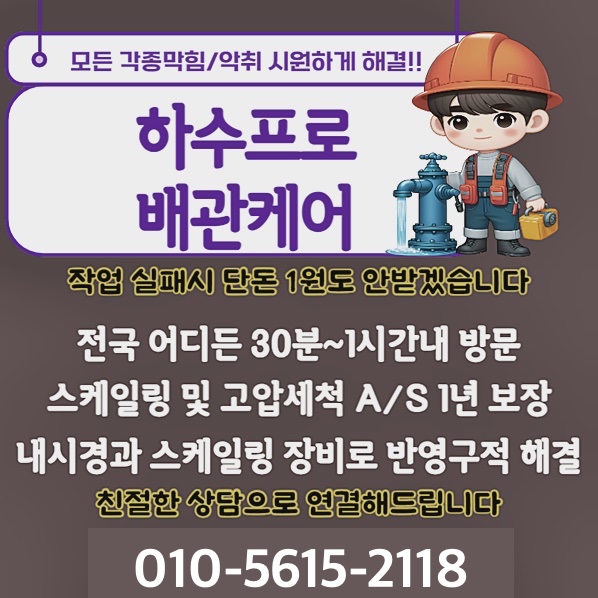 모든 각종막힘/악취 시원하게 해결!!
하수프로
배관케어
작업 실패시 단돈 1원도 안받겠습니다
전국 어디든 30분~1시간내 방문
스케일링 및 고압세척 A/S 1년 보장
내시경과 스케일링 장비로 반영구적 해결
친절한 상담으로 연결해드립니다
010-5615-2118